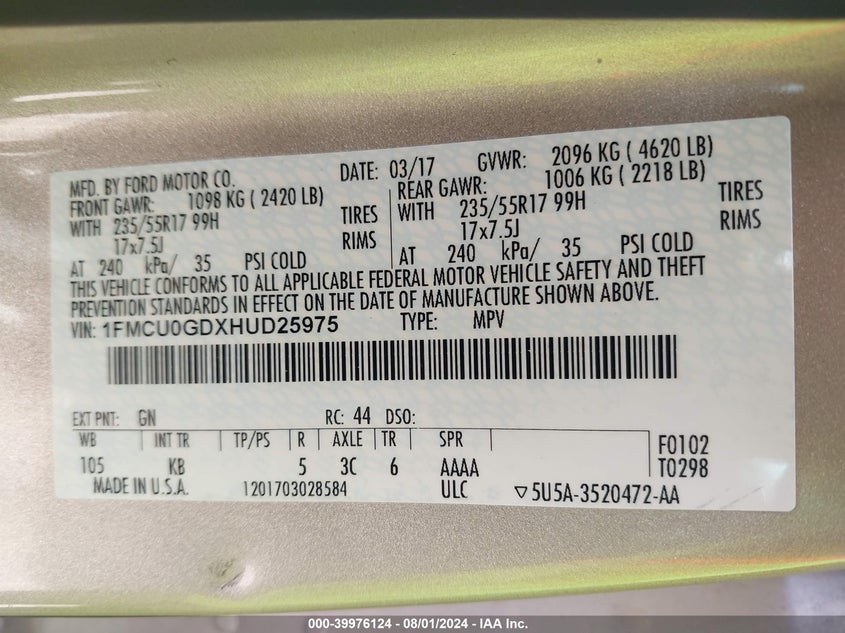 MFD. BY FORD MOTOR CO. DATE: 03/17 GVWR: 2096 KG ( 4620 LB)
FRONT GAWR: 1098 KG ( 2420 LB) REAR GAWR: 1006 KG ( 2218 LB)
WITH 235/55R17 99H TIRES WITH 235/55R17 99H TIRES
17x7.5J RIMS 17x7.5J RIMS
AT 240 kPa/ 35 PSI COLD AT 240 kPa/ 35 PSI COLD
THIS VEHICLE CONFORMS TO ALL APPLICABLE FEDERAL MOTOR VEHICLE SAFETY AND THEFT
PREVENTION STANDARDS IN EFFECT ON THE DATE OF MANUFACTURE SHOWN ABOVE.
VIN: 1FMCU0GDXHUD25975 TYPE: MPV
EXT PNT: GN RC: 44 DSO:
WB INT TR TP/PS R AXLE TR SPR F0102
105 KB 5 3C 6 AAAA T0298
MADE IN U.S.A. 1201703028584 ULC ▽5U5A-3520472-AA
000-39976124 - 08/01/2024 - IAA Inc.